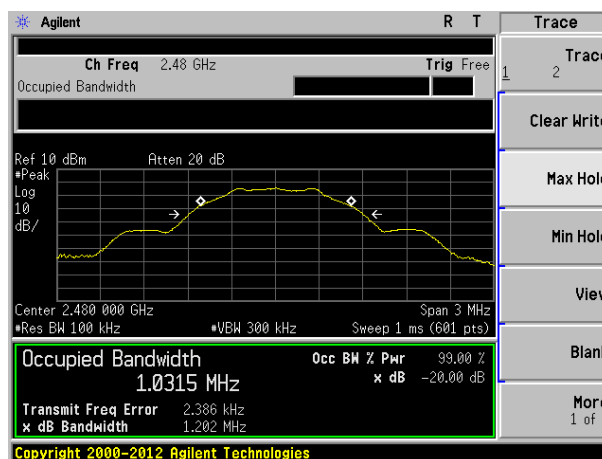 Agilent R T Trace
Ch Freq 2.48 GHz Trig Free
Occupied Bandwidth
Trace
1 2
Clear Write
Max Hold
Min Hold
View
Blank
More
1 of
Ref 10 dBm Atten 20 dB
#Peak
Log
10
dB/
Center 2.480 000 GHz Span 3 MHz
#Res BW 100 kHz #VBW 300 kHz Sweep 1 ms (601 pts)
Occupied Bandwidth Occ BW % Pwr 99.00 %
1.0315 MHz x dB -20.00 dB
Transmit Freq Error 2.386 kHz
x dB Bandwidth 1.202 MHz
Copyright 2000-2012 Agilent Technologies